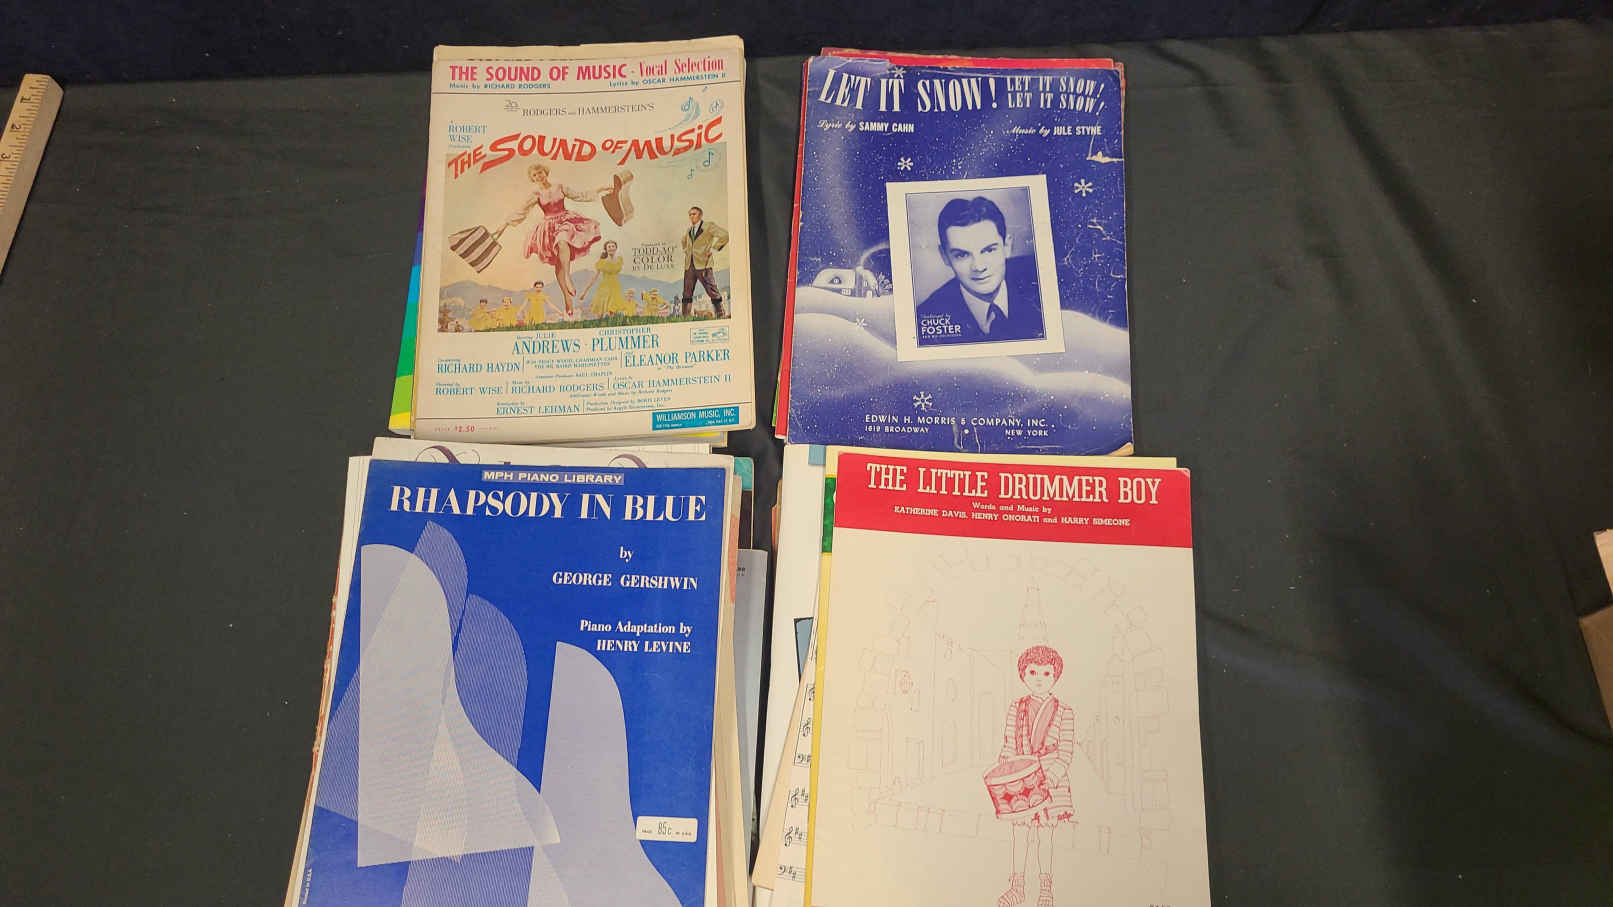 THE SOUND OF MUSIC - Vocal Selection
Music by RICHARD RODGERS Lyrics by OSCAR HAMMERSTEIN II
RODGERS and HAMMERSTEIN'S
ROBERT
WISE
THE SOUND OF MUSIC
TODD-AO
COLOR
BY DE LUXE
JULIE
ANDREWS · CHRISTOPHER
PLUMMER
RICHARD HAYDN
ELEANOR PARKER
ROBERT WISE
RICHARD RODGERS
OSCAR HAMMERSTEIN II
ERNEST LEHMAN
$2.50
WILLIAMSON MUSIC, INC.
LET IT SNOW! LET IT SNOW!
LET IT SNOW!
Lyric by SAMMY CAHN Music by JULE STYNE
CHUCK
FOSTER
EDWIN H. MORRIS & COMPANY, INC.
1619 BROADWAY NEW YORK
MPH PIANO LIBRARY
RHAPSODY IN BLUE
by
GEORGE GERSHWIN
Piano Adaptation by
HENRY LEVINE
85c
THE LITTLE DRUMMER BOY
Words and Music by
KATHERINE DAVIS, HENRY ONORATI and HARRY SIMEONE
2
3